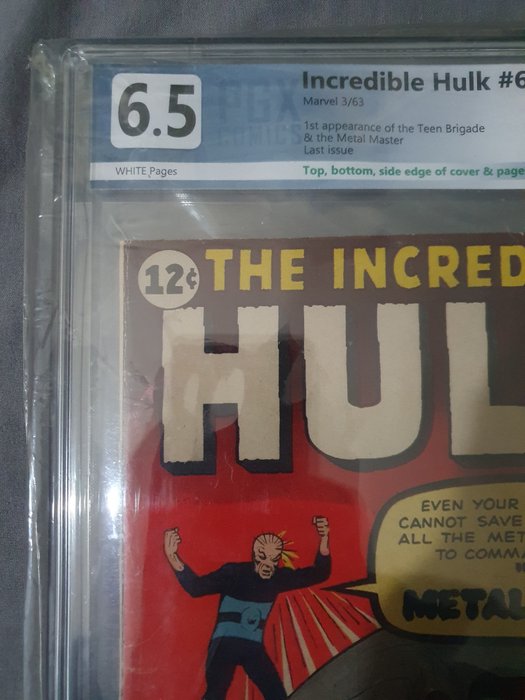 6.5
Incredible Hulk #6
Marvel 3/63
1st appearance of the Teen Brigade
& the Metal Master
Last issue
WHITE Pages
Top, bottom, side edge of cover & page
12¢
THE INCRED
HUL
EVEN YOUR
CANNOT SAVE
ALL THE MET
TO COMMA
METAL